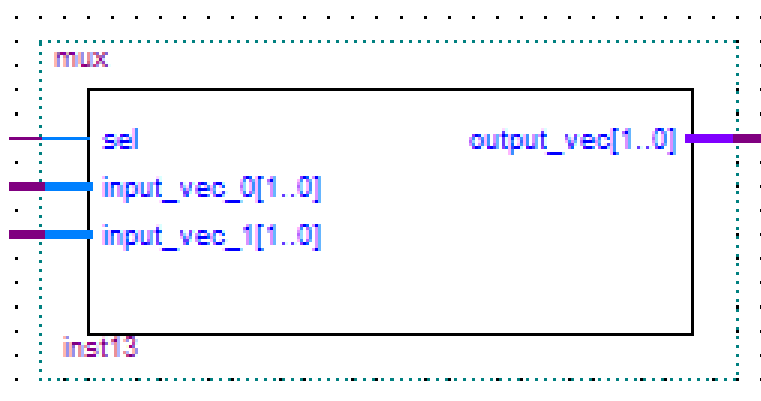 mux
sel output_vec[1..0]
input_vec_0[1..0]
input_vec_1[1..0]
inst13